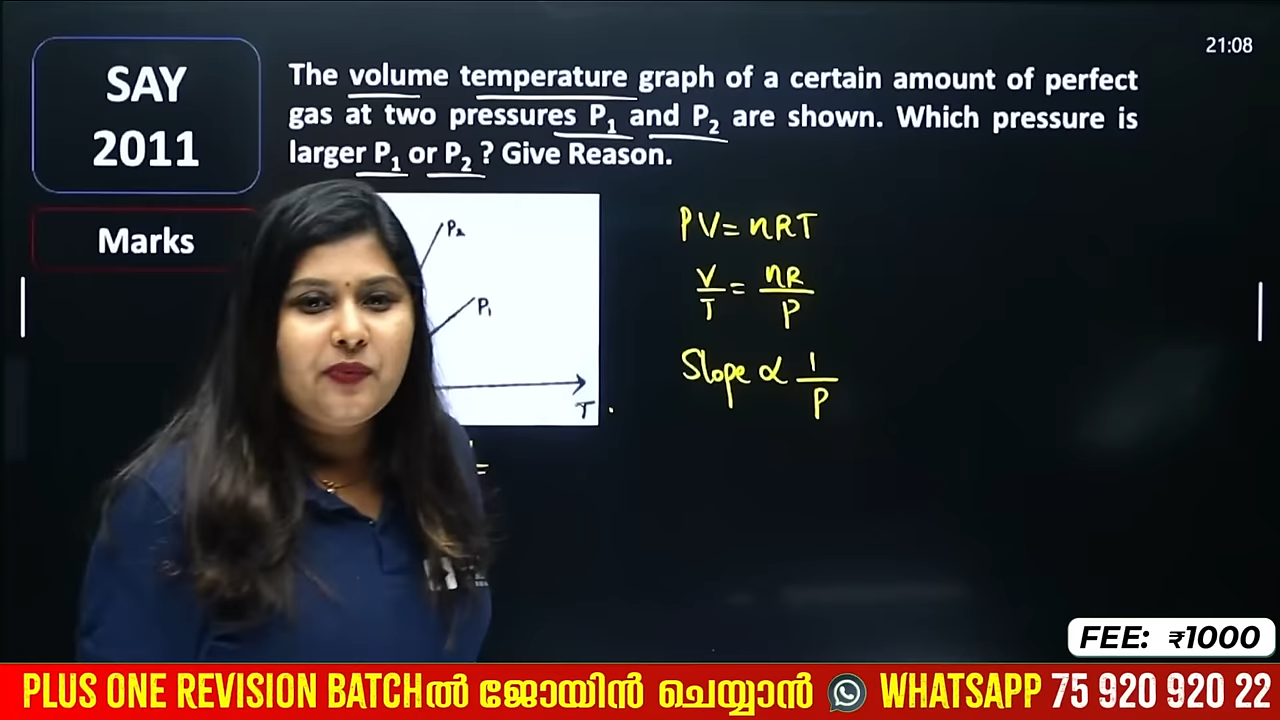 21:08
SAY
2011
Marks
The volume temperature graph of a certain amount of perfect
gas at two pressures P₁ and P₂ are shown. Which pressure is
larger P₁ or P₂ ? Give Reason.
P₂
P₁
T
PV = nRT
V/T = nR/P
Slope ∝ 1/P
=
FEE: ₹1000
PLUS ONE REVISION BATCHൽ ജോയിൻ ചെയ്യാൻ WHATSAPP 75 920 920 22